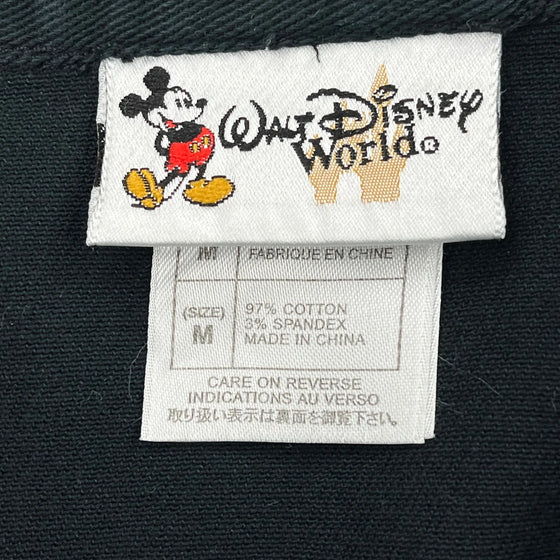 WALT DISNEY
World®
M
FABRIQUE EN CHINE
(SIZE)
M
97% COTTON
3% SPANDEX
MADE IN CHINA
CARE ON REVERSE
INDICATIONS AU VERSO
取り扱い表示は裏面を御覧下さい。